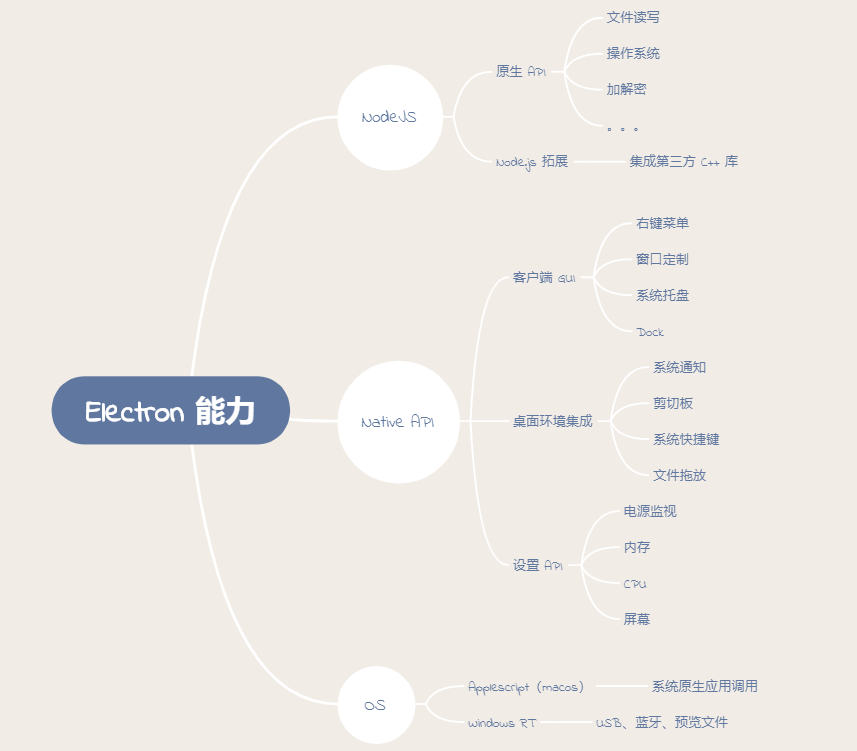 Electron 能力
NodeJS
原生 API
文件读写
操作系统
加解密
。。。
Node.js 拓展
集成第三方 C++ 库
Native API
客户端 GUI
右键菜单
窗口定制
系统托盘
Dock
桌面环境集成
系统通知
剪切板
系统快捷键
文件拖放
设置 API
电源监视
内存
CPU
屏幕
OS
Applescript (macos)
系统原生应用调用
windows RT
USB、蓝牙、预览文件